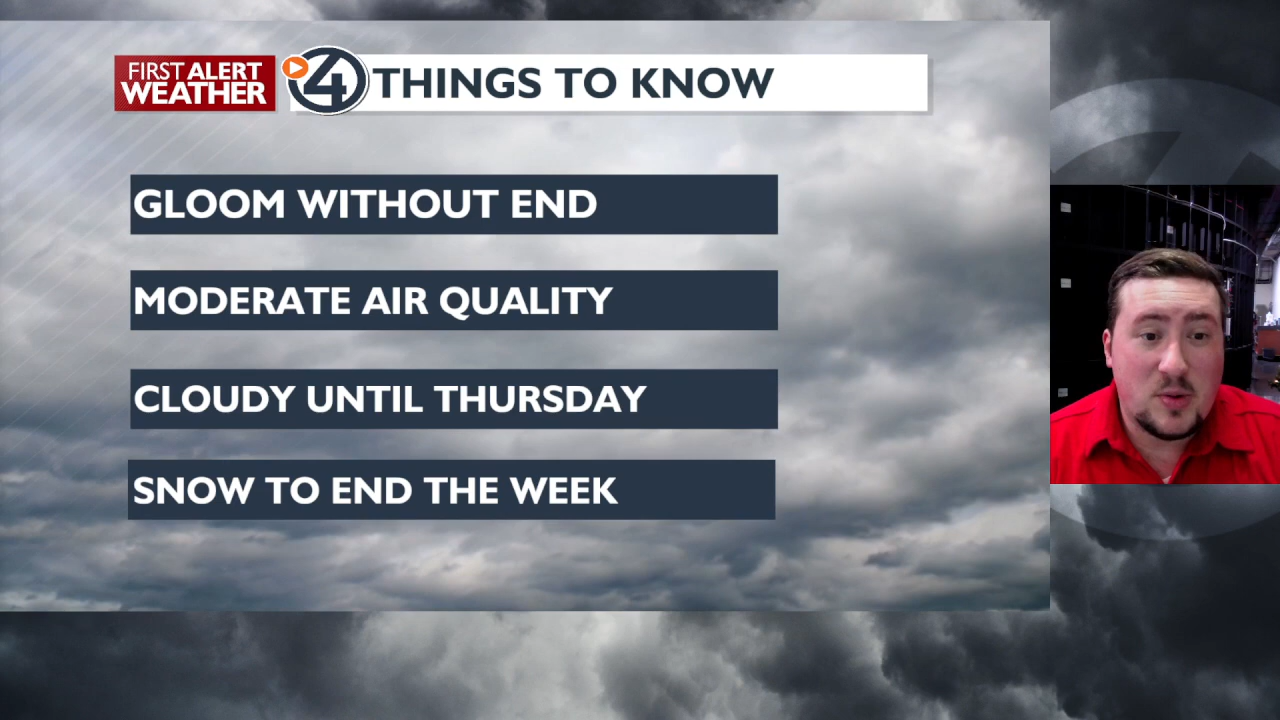 FIRST ALERT
WEATHER
4 THINGS TO KNOW
GLOOM WITHOUT END
MODERATE AIR QUALITY
CLOUDY UNTIL THURSDAY
SNOW TO END THE WEEK